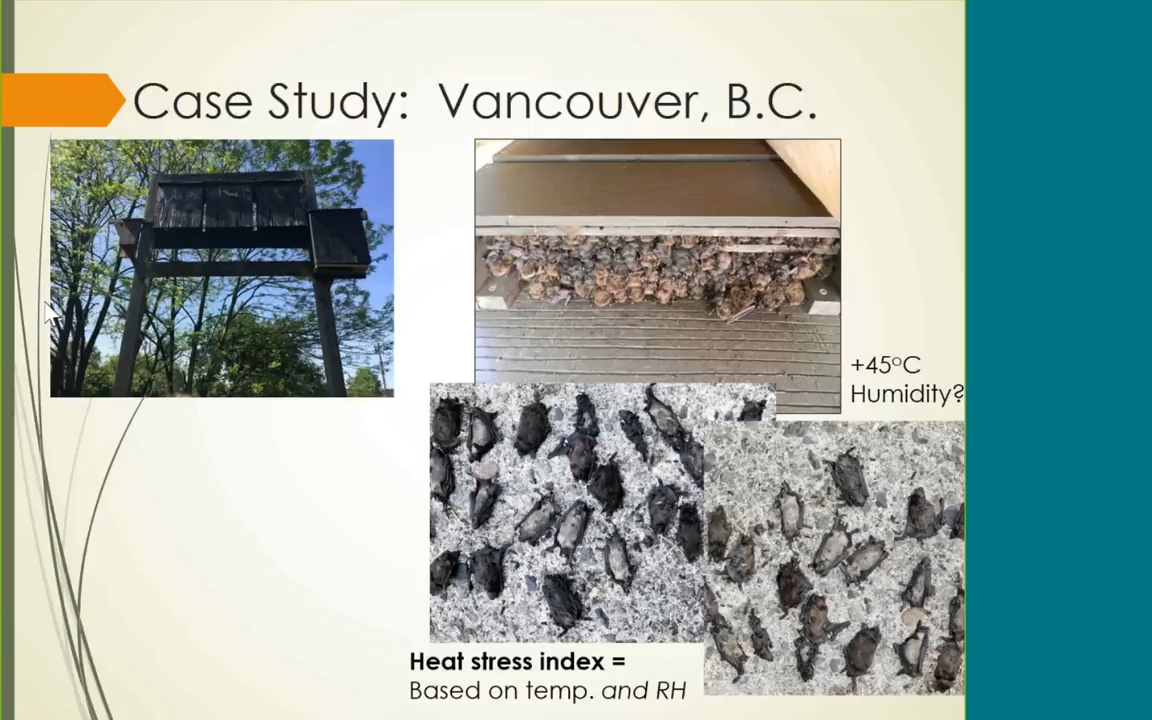 Case Study: Vancouver, B.C.
+45°C
Humidity?
Heat stress index =
Based on temp. and RH